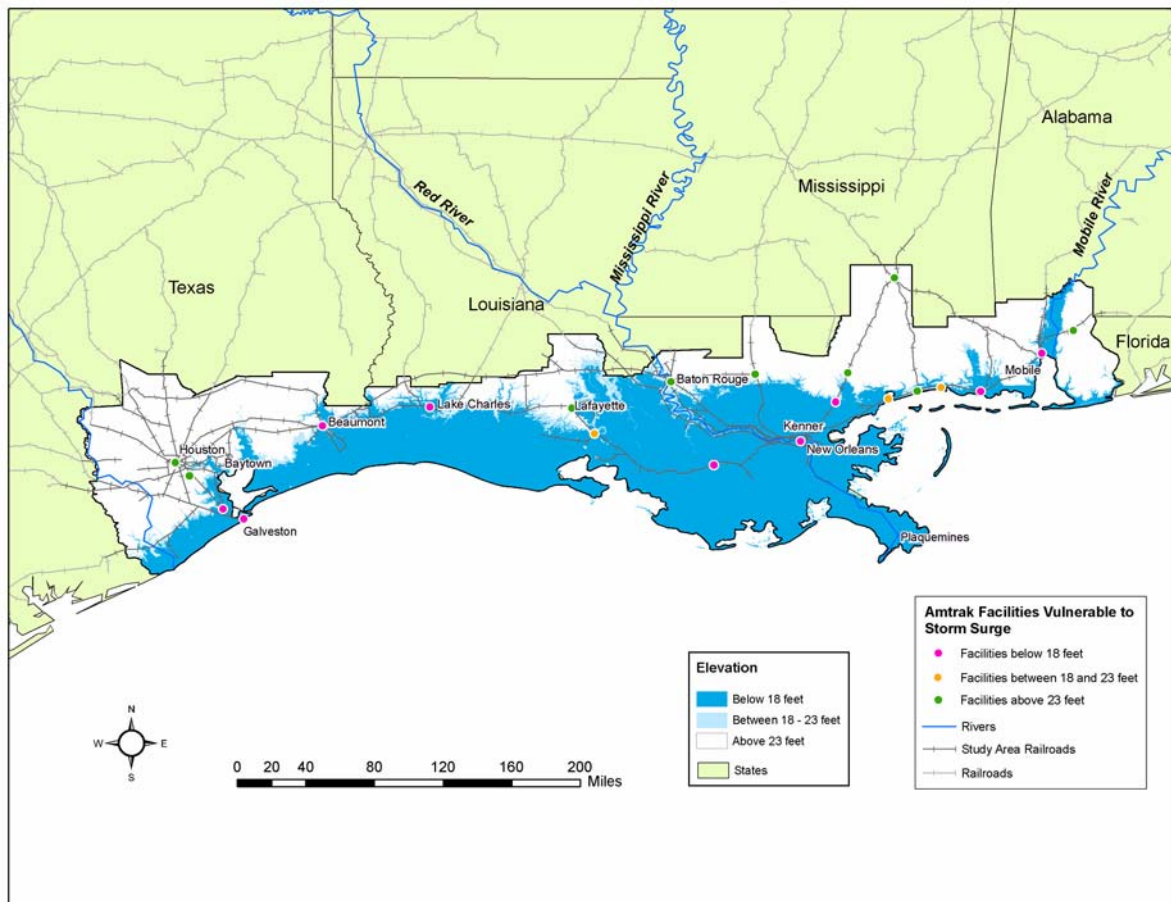 Alabama
Mississippi
Mobile River
Mississippi River
Red River
Texas
Louisiana
Florida
Mobile
Baton Rouge
Lake Charles
Lafayette
Beaumont
Kenner
New Orleans
Houston
Baytown
Galveston
Plaquemines
Amtrak Facilities Vulnerable to
Storm Surge
Facilities below 18 feet
Facilities between 18 and 23 feet
Facilities above 23 feet
Rivers
Study Area Railroads
Railroads
Elevation
Below 18 feet
Between 18 - 23 feet
Above 23 feet
States
N
W E
S
0 20 40 80 120 160 200
Miles